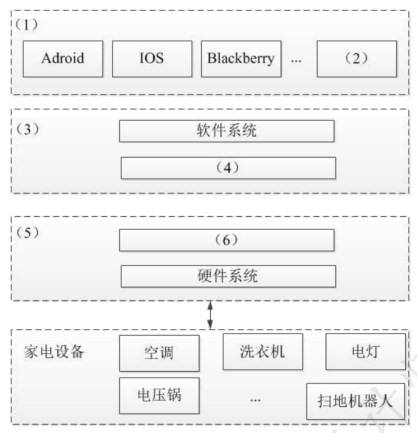 (1)
Adroid IOS Blackberry ... (2)
(3)
软件系统
(4)
(5)
(6)
硬件系统
家电设备 空调 洗衣机 电灯
电压锅 ... 扫地机器人